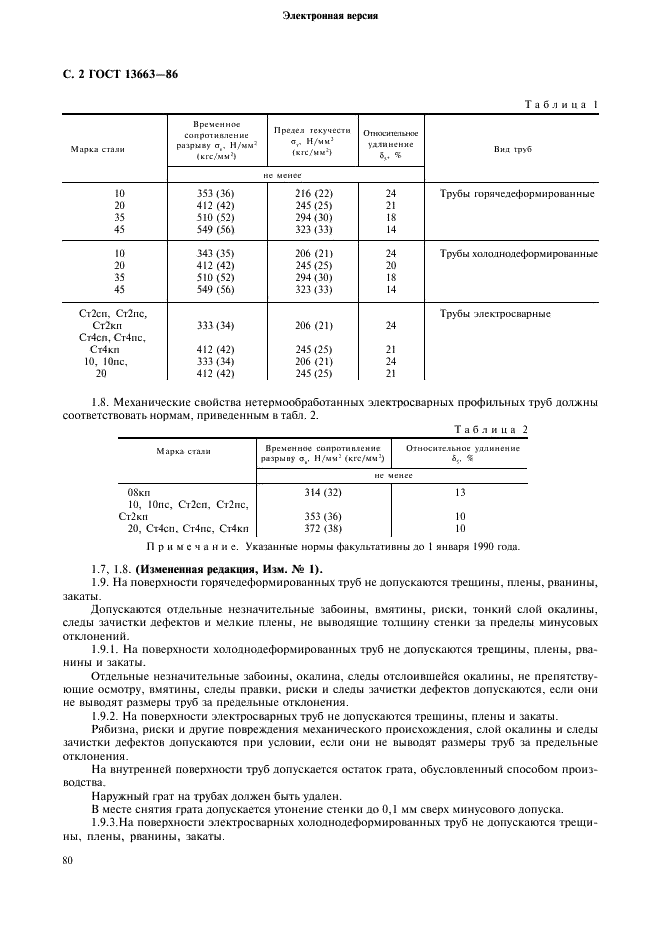 Электронная версия
С. 2 ГОСТ 13663—86
Таблица 1
Марка стали
Временное сопротивление разрыву σв, Н/мм² (кгс/мм²)
Предел текучести σт, Н/мм² (кгс/мм²)
Относительное удлинение δ5, %
Вид труб
не менее
10 353 (36) 216 (22) 24 Трубы горячедеформированные
20 412 (42) 245 (25) 21
35 510 (52) 294 (30) 18
45 549 (56) 323 (33) 14
10 343 (35) 206 (21) 24 Трубы холоднодеформированные
20 412 (42) 245 (25) 20
35 510 (52) 294 (30) 18
45 549 (56) 323 (33) 14
Ст2сп, Ст2пс, Трубы электросварные
Ст2кп 333 (34) 206 (21) 24
Ст4сп, Ст4пс,
Ст4кп 412 (42) 245 (25) 21
10, 10пс, 333 (34) 206 (21) 24
20 412 (42) 245 (25) 21
1.8. Механические свойства нетермообработанных электросварных профильных труб должны
соответствовать нормам, приведенным в табл. 2.
Таблица 2
Марка стали
Временное сопротивление разрыву σв, Н/мм² (кгс/мм²)
Относительное удлинение δ5, %
не менее
08кп 314 (32) 13
10, 10пс, Ст2сп, Ст2пс,
Ст2кп 353 (36) 10
20, Ст4сп, Ст4пс, Ст4кп 372 (38) 10
Примечание. Указанные нормы факультативны до 1 января 1990 года.
1.7, 1.8. (Измененная редакция, Изм. № 1).
1.9. На поверхности горячедеформированных труб не допускаются трещины, плены, рванины,
закаты.
Допускаются отдельные незначительные забоины, вмятины, риски, тонкий слой окалины,
следы зачистки дефектов и мелкие плены, не выводящие толщину стенки за пределы минусовых
отклонений.
1.9.1. На поверхности холоднодеформированных труб не допускаются трещины, плены, рва-
нины и закаты.
Отдельные незначительные забоины, окалина, следы отслоившейся окалины, не препятству-
ющие осмотру, вмятины, следы правки, риски и следы зачистки дефектов допускаются, если они
не выводят размеры труб за предельные отклонения.
1.9.2. На поверхности электросварных труб не допускаются трещины, плены и закаты.
Рябизна, риски и другие повреждения механического происхождения, слой окалины и следы
зачистки дефектов допускаются при условии, если они не выводят размеры труб за предельные
отклонения.
На внутренней поверхности труб допускается остаток грата, обусловленный способом произ-
водства.
Наружный грат на трубах должен быть удален.
В месте снятия грата допускается утонение стенки до 0,1 мм сверх минусового допуска.
1.9.3.На поверхности электросварных холоднодеформированных труб не допускаются трещи-
ны, плены, рванины, закаты.
80